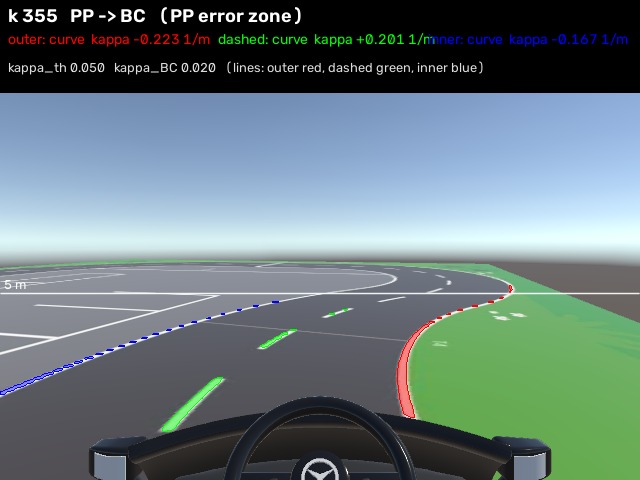 k 355 PP -> BC (PP error zone)
outer: curve kappa -0.223 1/m dashed: curve kappa +0.201 1/m inner: curve kappa -0.167 1/m
kappa_th 0.050 kappa_BC 0.020 (lines: outer red, dashed green, inner blue)
5 m